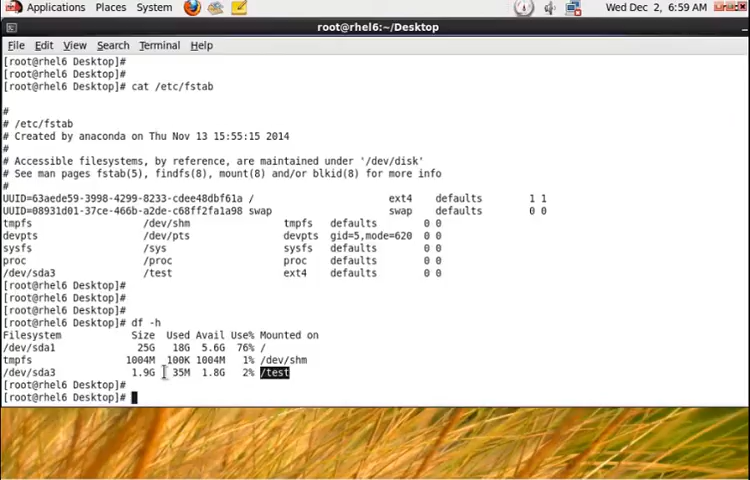 Applications Places System Wed Dec 2, 6:59 AM
root@rhel6:~/Desktop
File Edit View Search Terminal Help
[root@rhel6 Desktop]#
[root@rhel6 Desktop]#
[root@rhel6 Desktop]# cat /etc/fstab
#
# /etc/fstab
# Created by anaconda on Thu Nov 13 15:55:15 2014
#
# Accessible filesystems, by reference, are maintained under '/dev/disk'
# See man pages fstab(5), findfs(8), mount(8) and/or blkid(8) for more info
#
UUID=63aede59-3998-4299-8233-cdee48dbf61a / ext4 defaults 1 1
UUID=08931d01-37ce-466b-a2de-c68ff2fa1a98 swap swap defaults 0 0
tmpfs /dev/shm tmpfs defaults 0 0
devpts /dev/pts devpts gid=5,mode=620 0 0
sysfs /sys sysfs defaults 0 0
proc /proc proc defaults 0 0
/dev/sda3 /test ext4 defaults 0 0
[root@rhel6 Desktop]#
[root@rhel6 Desktop]#
[root@rhel6 Desktop]#
[root@rhel6 Desktop]# df -h
Filesystem Size Used Avail Use% Mounted on
/dev/sda1 25G 18G 5.6G 76% /
tmpfs 1004M 100K 1004M 1% /dev/shm
/dev/sda3 1.9G 35M 1.8G 2% /test
[root@rhel6 Desktop]#
[root@rhel6 Desktop]#